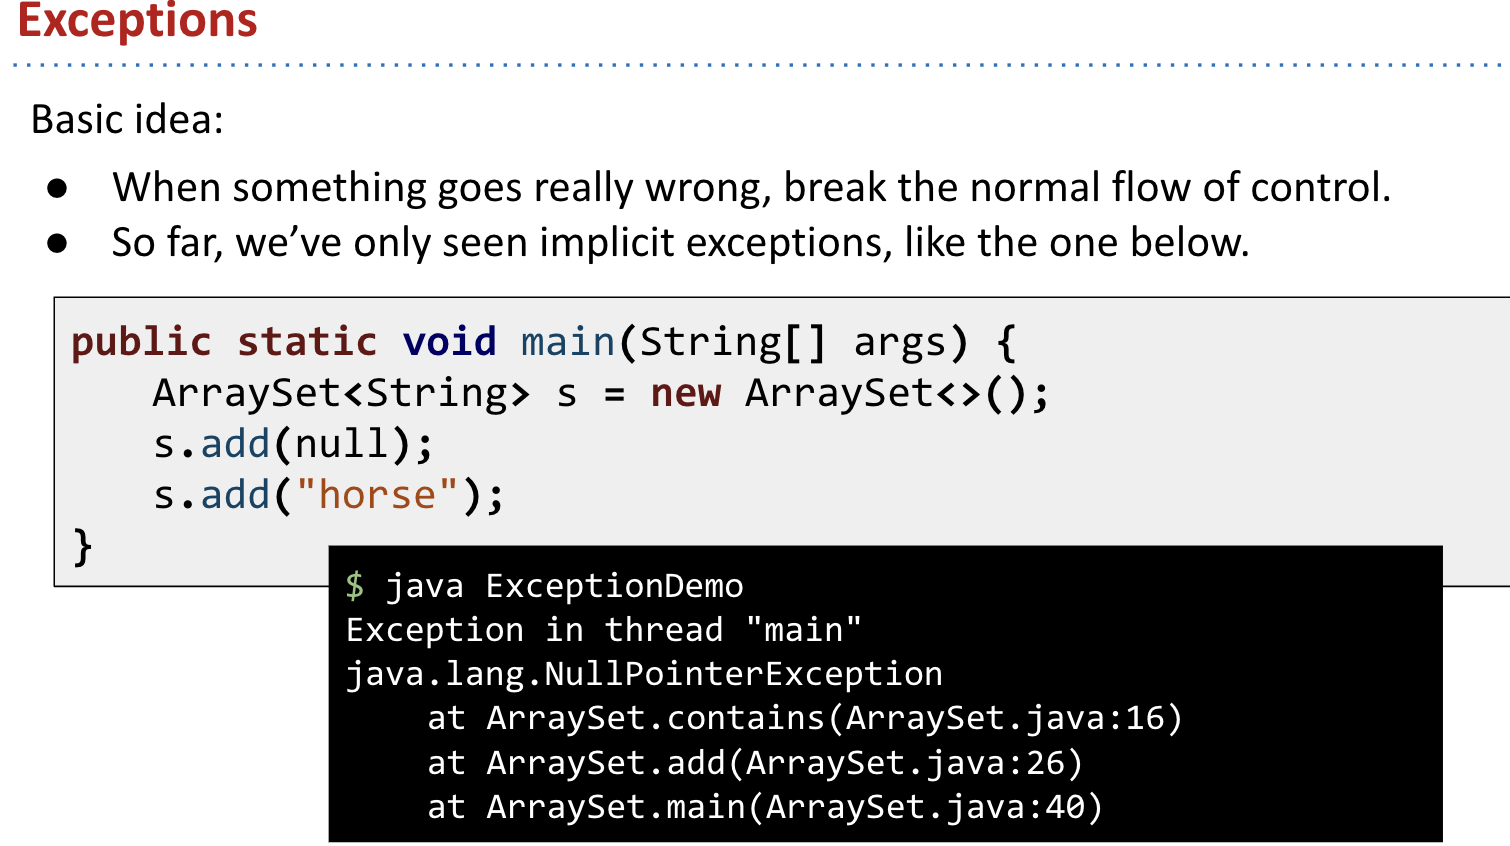 Exceptions
Basic idea:
● When something goes really wrong, break the normal flow of control.
● So far, we’ve only seen implicit exceptions, like the one below.
public static void main(String[] args) {
    ArraySet<String> s = new ArraySet<>();
    s.add(null);
    s.add("horse");
}
$ java ExceptionDemo
Exception in thread "main"
java.lang.NullPointerException
    at ArraySet.contains(ArraySet.java:16)
    at ArraySet.add(ArraySet.java:26)
    at ArraySet.main(ArraySet.java:40)